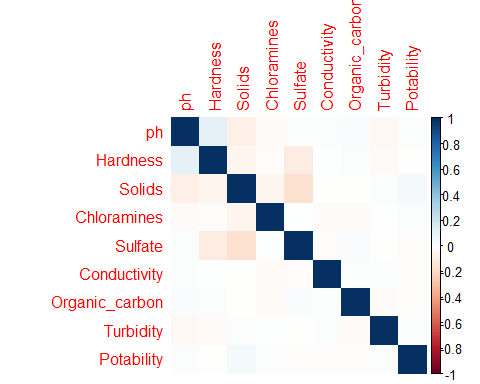 ph
Hardness
Solids
Chloramines
Sulfate
Conductivity
Organic_carbon
Turbidity
Potability
ph
Hardness
Solids
Chloramines
Sulfate
Conductivity
Organic_carbon
Turbidity
Potability
1
0.8
0.6
0.4
0.2
0
-0.2
-0.4
-0.6
-0.8
-1